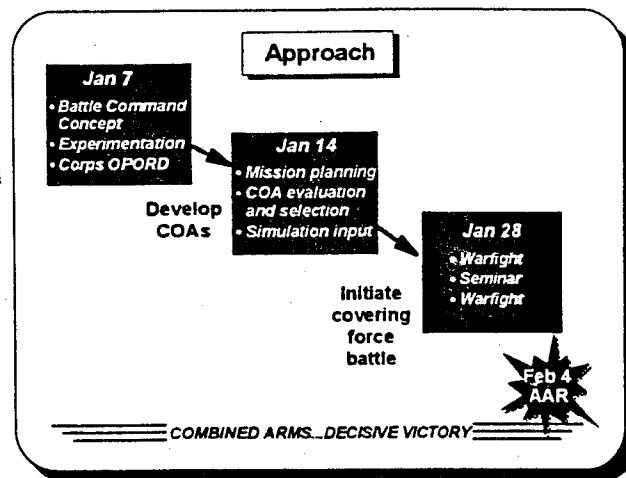 Approach
Jan 7
• Battle Command
Concept
• Experimentation
• Corps OPORD
Develop
COAs
Jan 14
• Mission planning
• COA evaluation
and selection
• Simulation input
Initiate
covering
force
battle
Jan 28
• Warfight
• Seminar
• Warfight
Feb 4
AAR
COMBINED ARMS...DECISIVE VICTORY